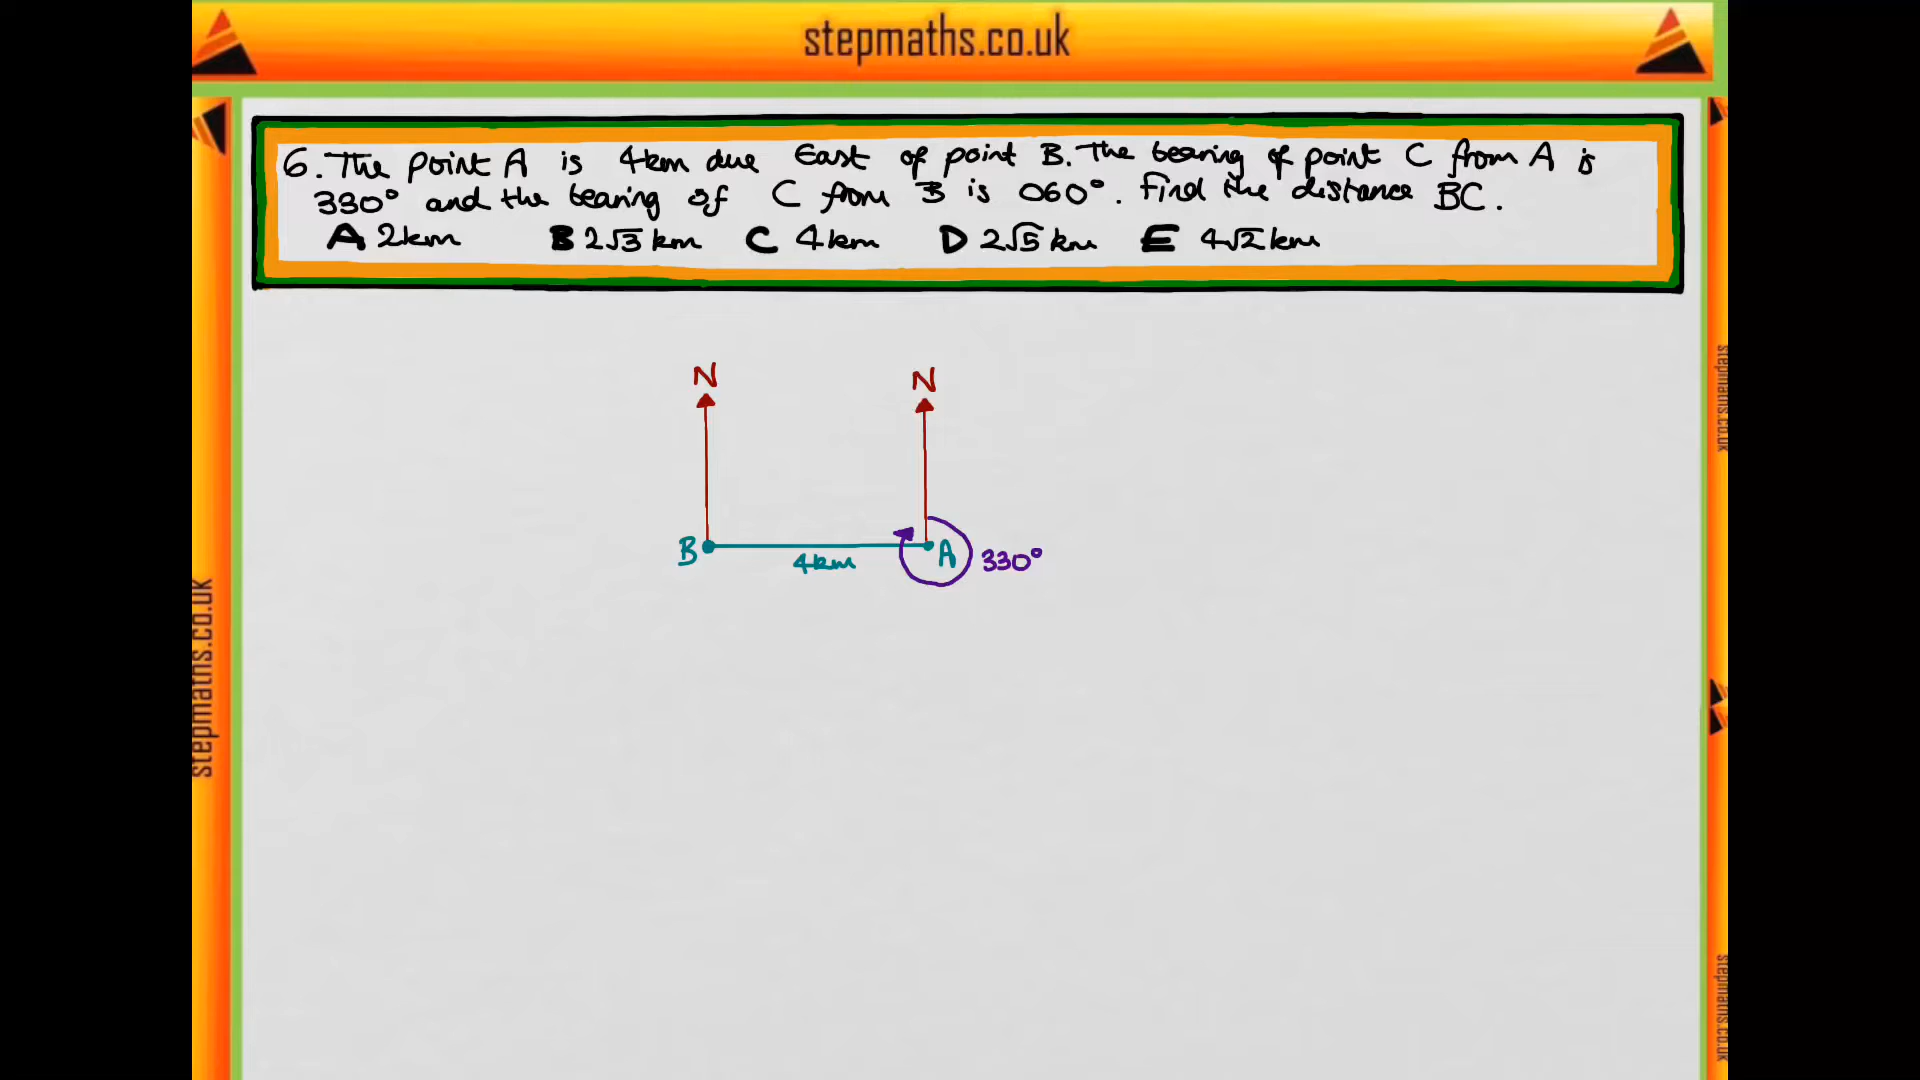 stepmaths.co.uk
6. The point A is 4km due East of point B. The bearing of point C from A is
330° and the bearing of C from B is 060°. Find the distance BC.
A 2km B 2√3 km C 4km D 2√5 km E 4√2 km
N N
B A 330°
4km
stepmaths.co.uk
stepmaths.co.uk
stepmaths.co.uk